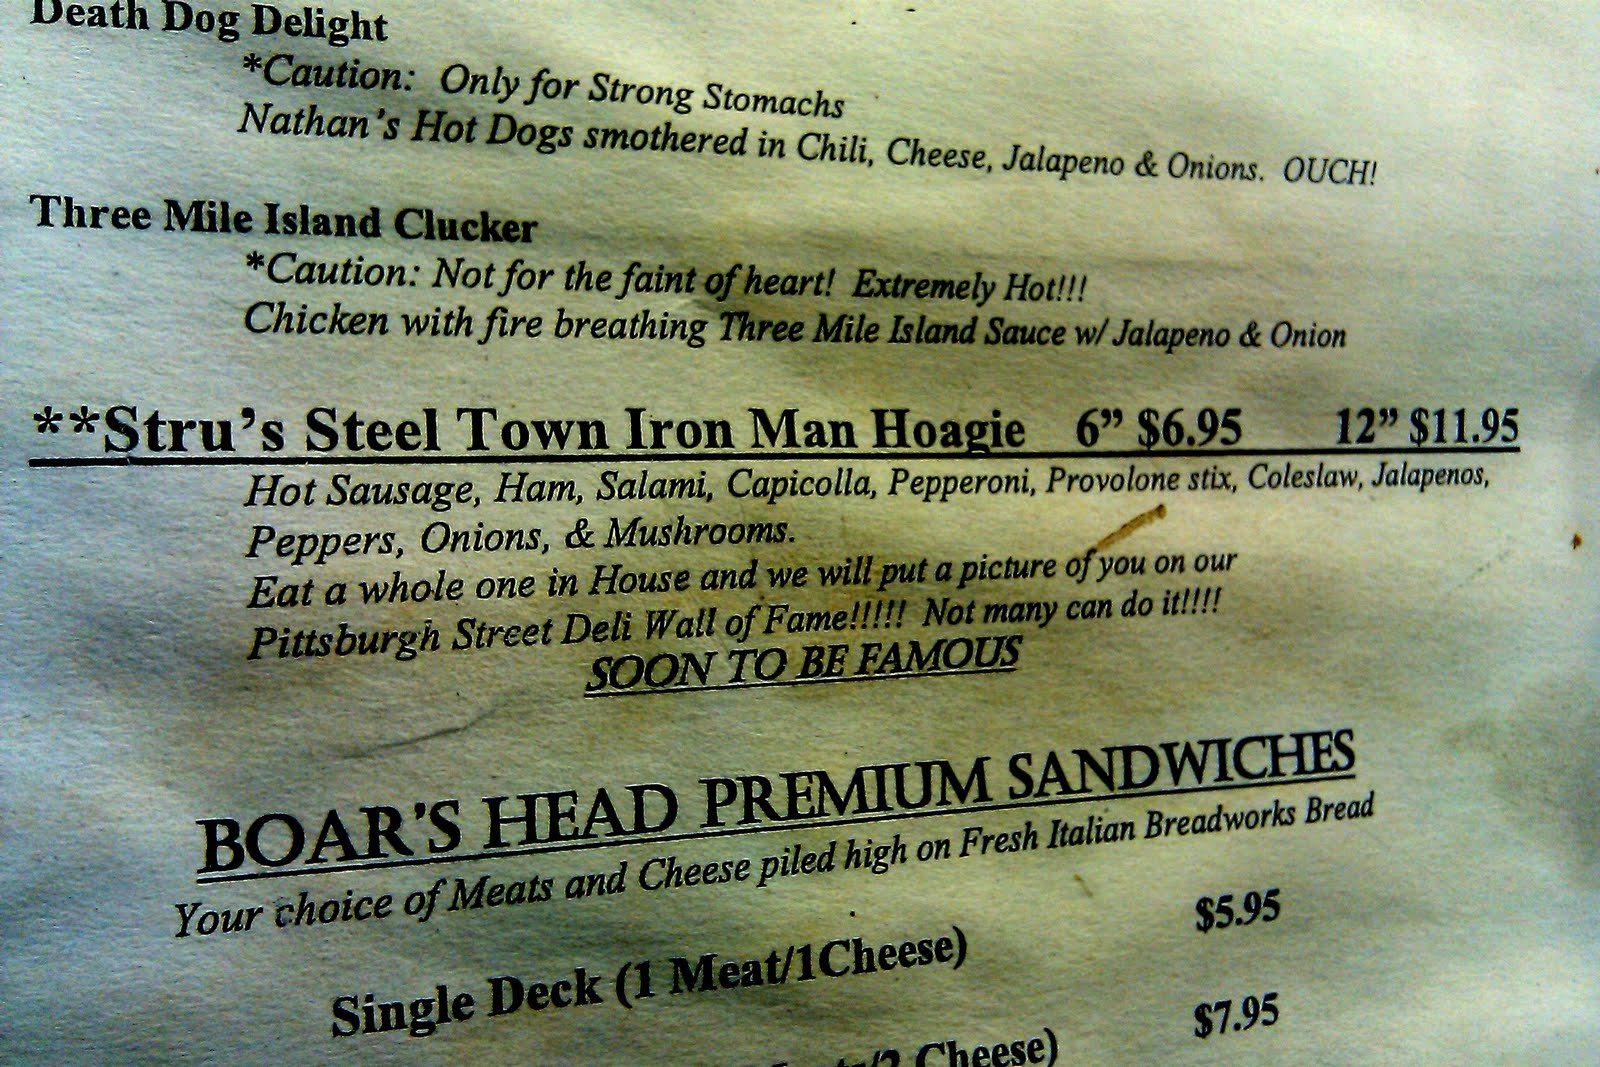 Death Dog Delight
*Caution: Only for Strong Stomachs
Nathan's Hot Dogs smothered in Chili, Cheese, Jalapeno & Onions. OUCH!
Three Mile Island Clucker
*Caution: Not for the faint of heart! Extremely Hot!!!
Chicken with fire breathing Three Mile Island Sauce w/ Jalapeno & Onion
**Stru's Steel Town Iron Man Hoagie 6” $6.95 12” $11.95
Hot Sausage, Ham, Salami, Capicolla, Pepperoni, Provolone stix, Coleslaw, Jalapenos,
Peppers, Onions, & Mushrooms.
Eat a whole one in House and we will put a picture of you on our
Pittsburgh Street Deli Wall of Fame!!!!! Not many can do it!!!!
SOON TO BE FAMOUS
BOAR'S HEAD PREMIUM SANDWICHES
Your choice of Meats and Cheese piled high on Fresh Italian Breadworks Bread
Single Deck (1 Meat/1Cheese) $5.95
Cheese) $7.95